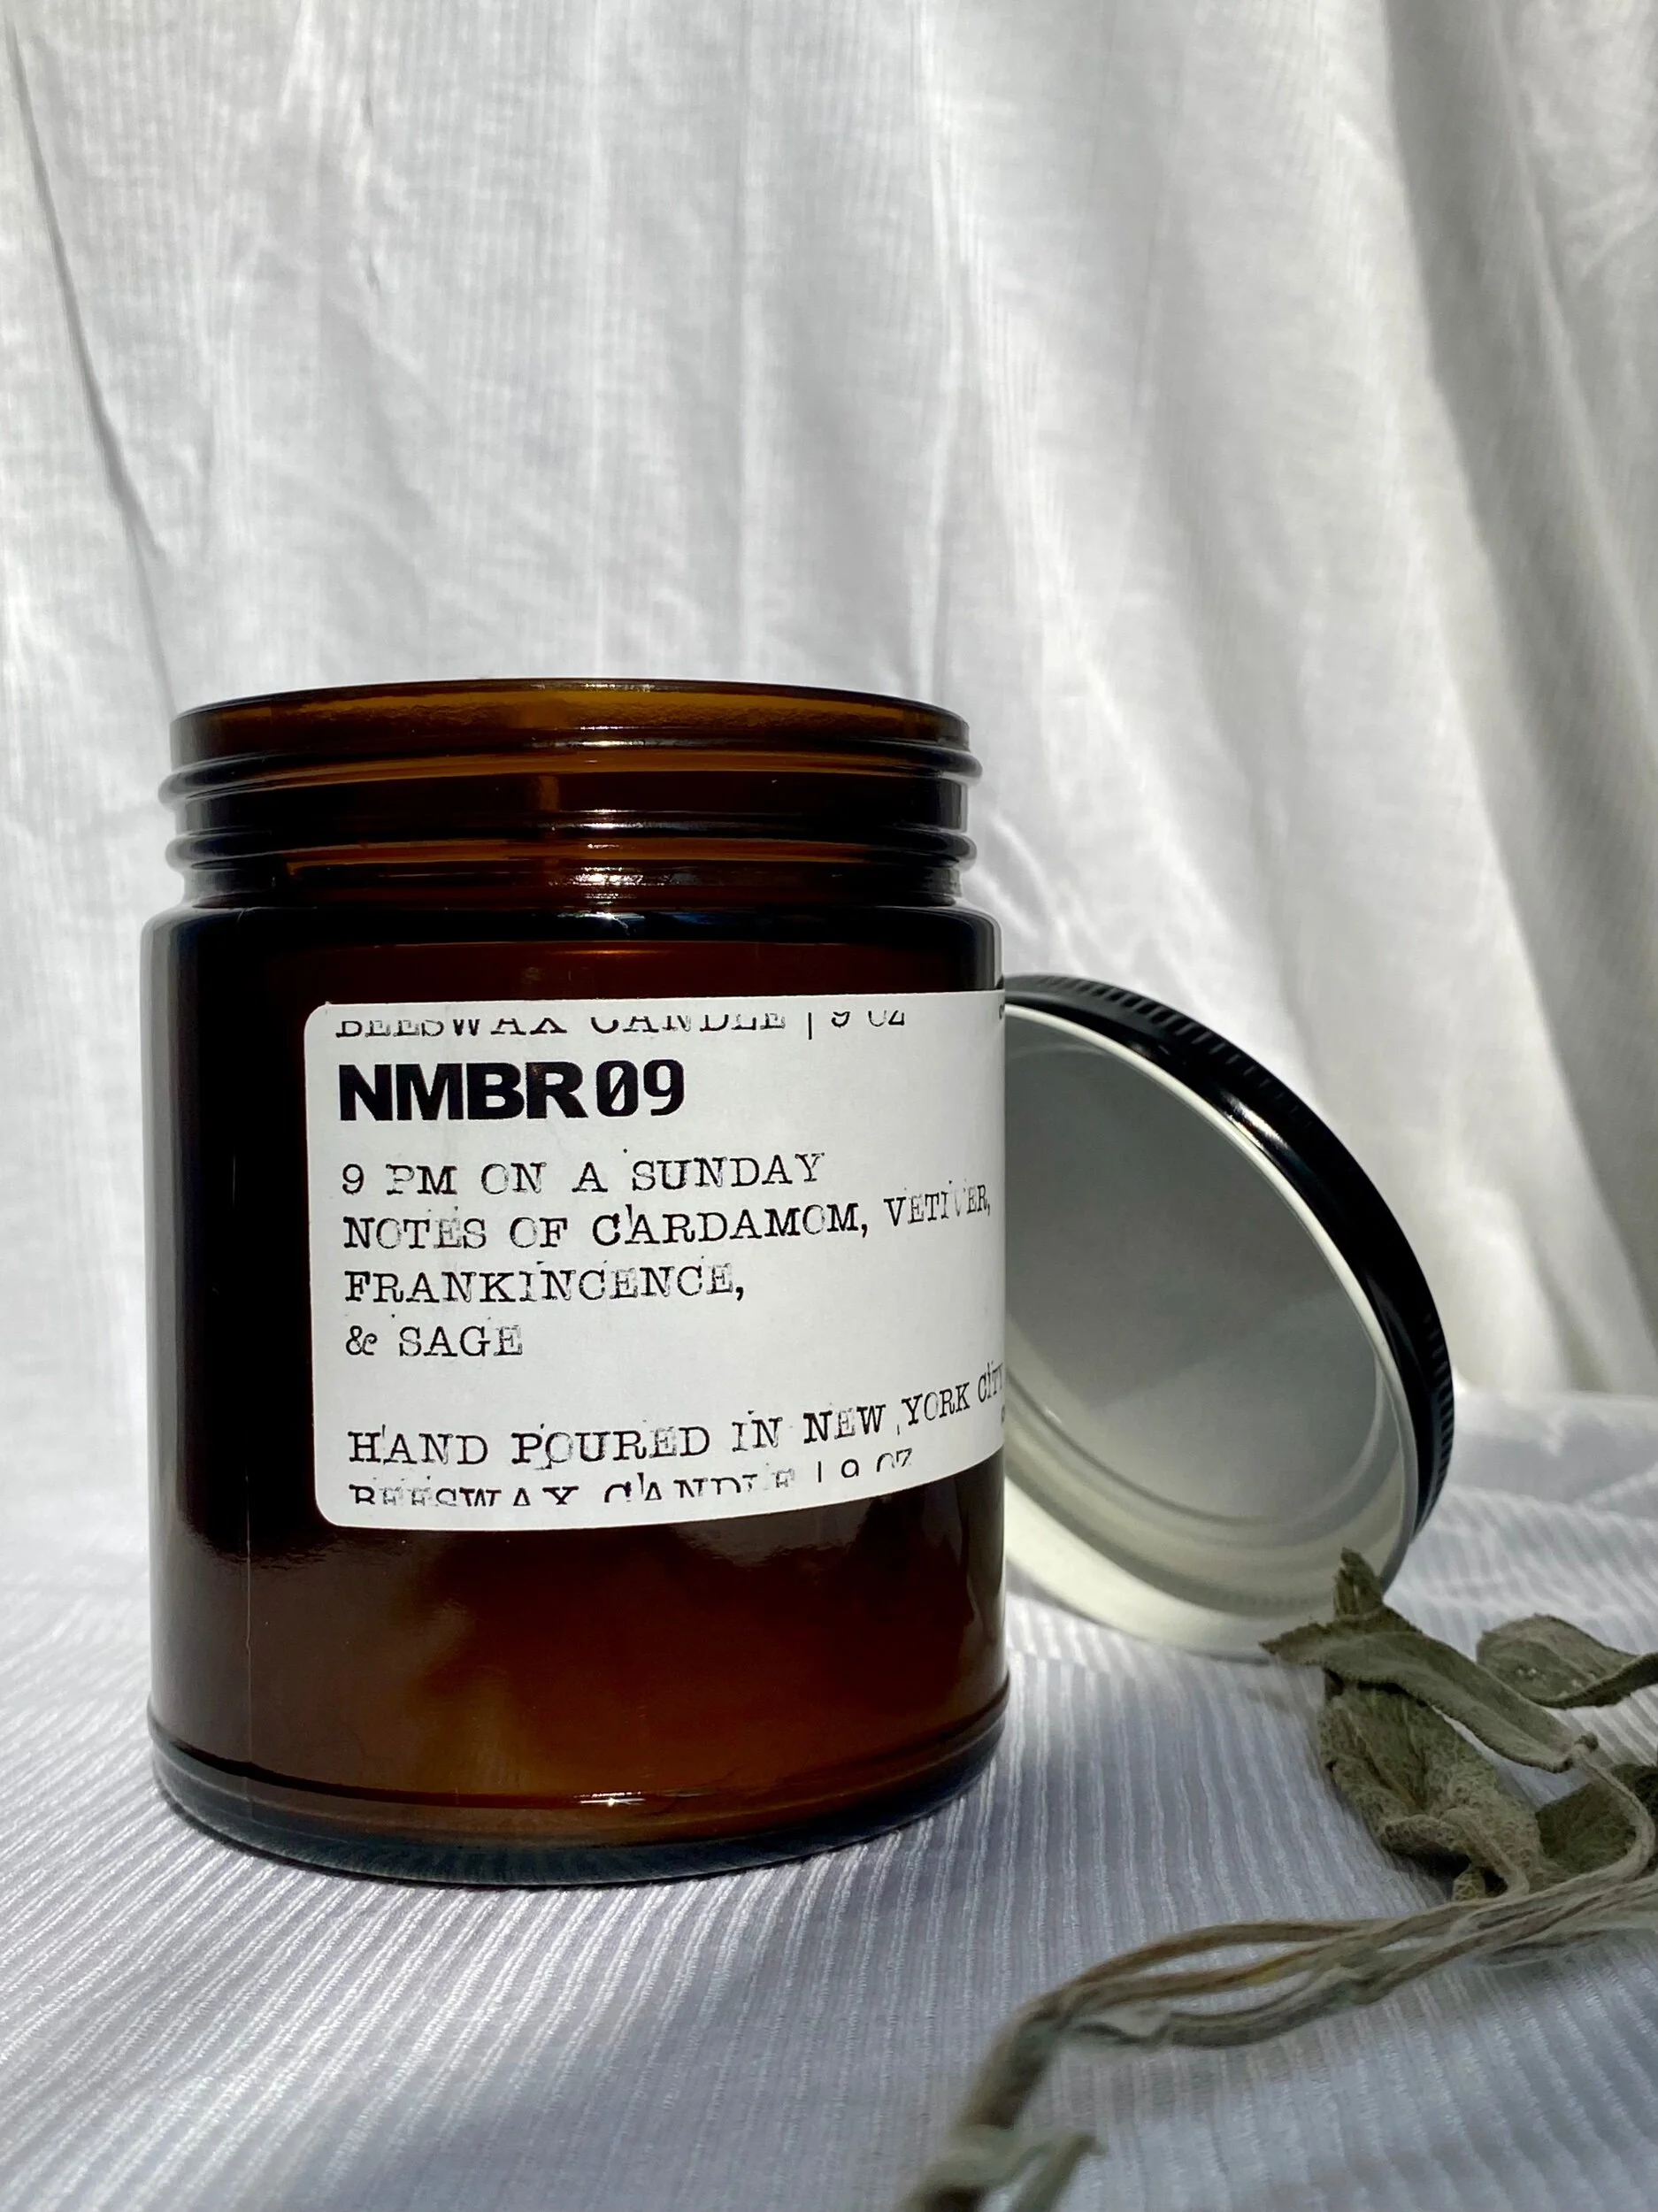 BEESWAX CANDLE | 9 OZ
NMBR09
9 PM ON A SUNDAY
NOTES OF CARDAMOM, VETIVER,
FRANKINCENCE,
& SAGE
HAND POURED IN NEW YORK CITY
BEESWAX CANDLE | 9 OZ